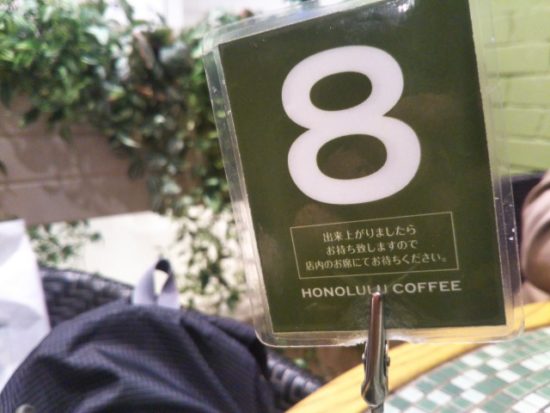 8
出来上がりましたら
お持ち致しますので
店内のお席にてお待ちください。
HONOLULU COFFEE